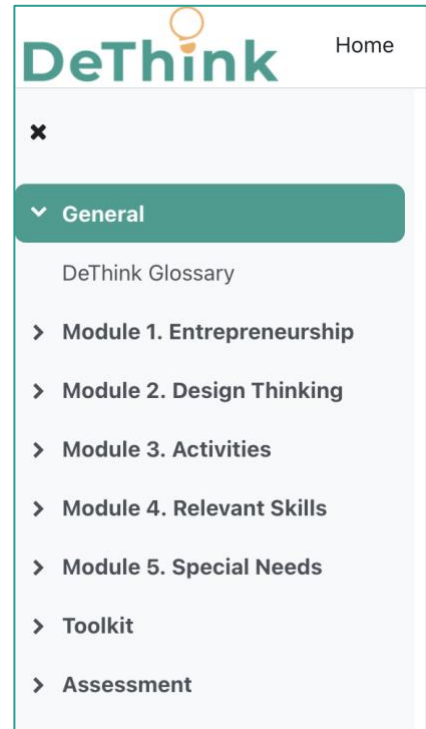 DeThink
Home
General
DeThink Glossary
Module 1. Entrepreneurship
Module 2. Design Thinking
Module 3. Activities
Module 4. Relevant Skills
Module 5. Special Needs
Toolkit
Assessment